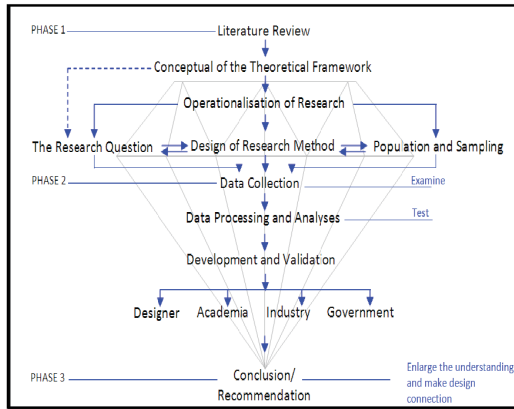 PHASE 1 Literature Review
Conceptual of the Theoretical Framework
Operationalisation of Research
The Research Question Design of Research Method Population and Sampling
PHASE 2 Data Collection Examine
Data Processing and Analyses Test
Development and Validation
Designer Academia Industry Government
PHASE 3 Conclusion/
Recommendation
Enlarge the understanding
and make design
connection